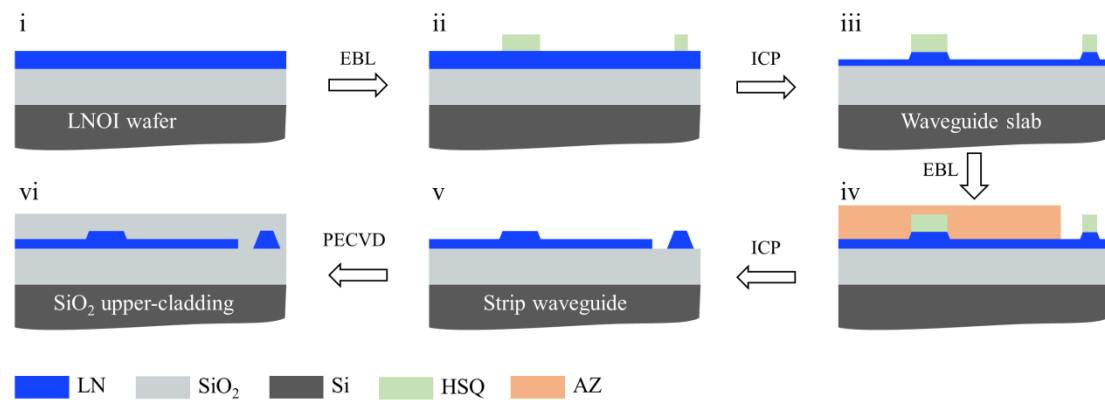 i
ii
iii
EBL
ICP
LNOI wafer
Waveguide slab
EBL
vi
v
iv
PECVD
ICP
SiO₂ upper-cladding
Strip waveguide
LN
SiO₂
Si
HSQ
AZ